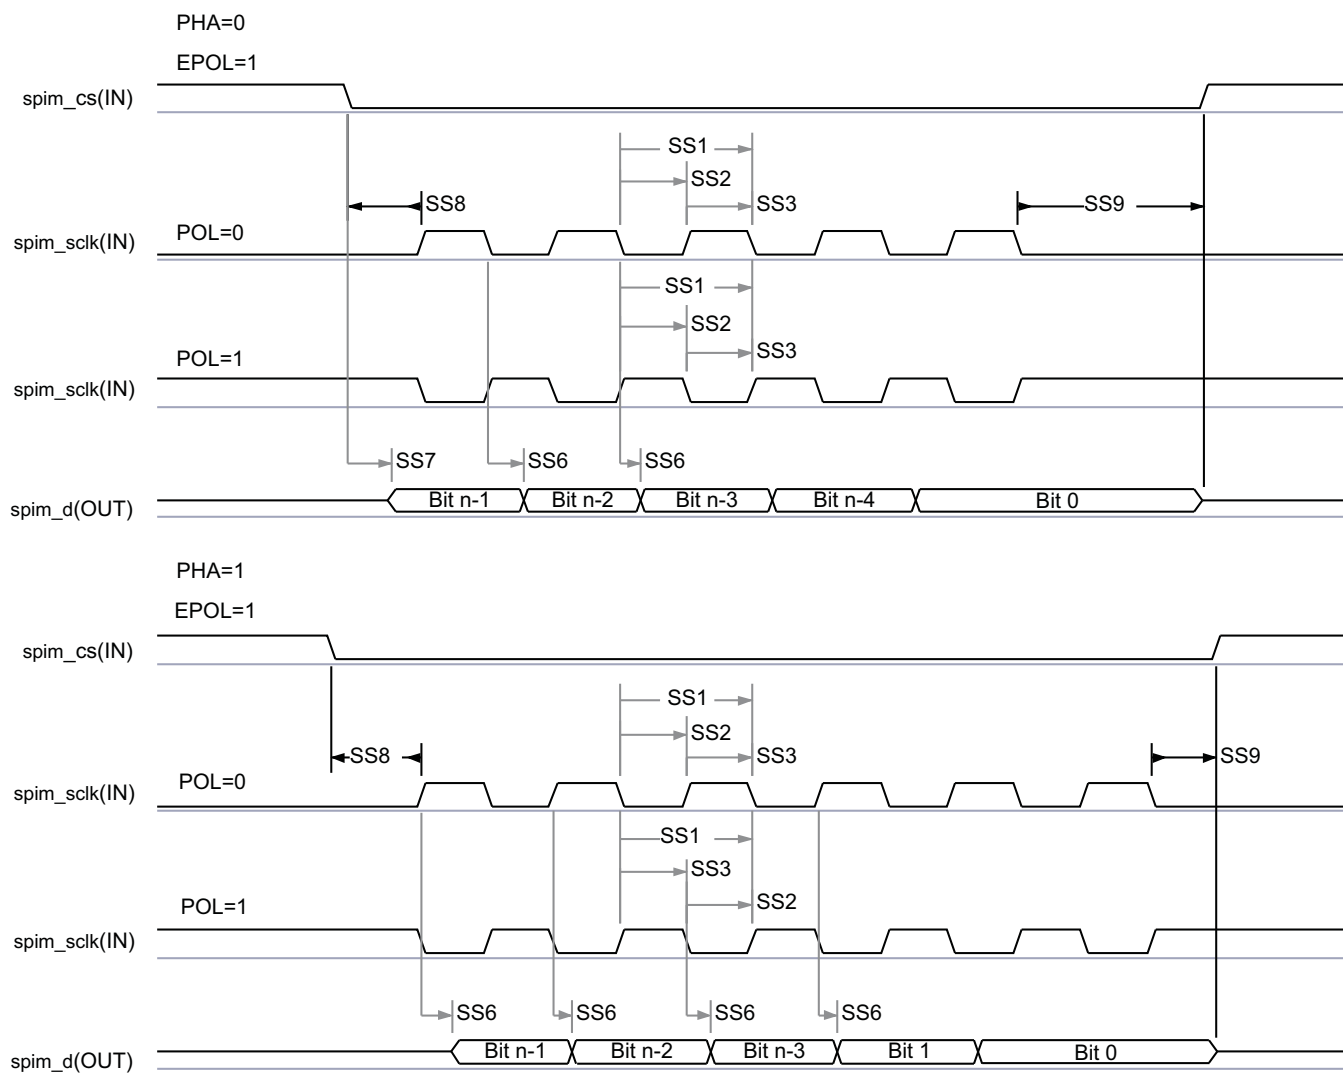 PHA=0
EPOL=1
spim_cs(IN)
SS1
SS2
SS8
SS3
SS9
POL=0
spim_sclk(IN)
SS1
SS2
SS3
POL=1
spim_sclk(IN)
SS7
SS6
SS6
Bit n-1
Bit n-2
Bit n-3
Bit n-4
Bit 0
spim_d(OUT)
PHA=1
EPOL=1
spim_cs(IN)
SS1
SS2
SS8
SS3
SS9
POL=0
spim_sclk(IN)
SS1
SS3
SS2
POL=1
spim_sclk(IN)
SS6
SS6
SS6
SS6
Bit n-1
Bit n-2
Bit n-3
Bit 1
Bit 0
spim_d(OUT)